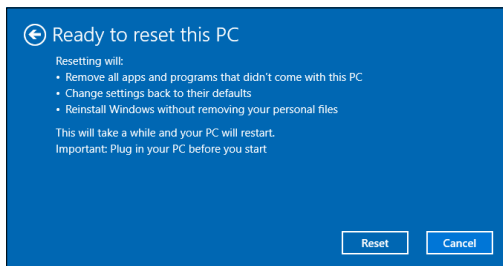 Ready to reset this PC
Resetting will:
• Remove all apps and programs that didn't come with this PC
• Change settings back to their defaults
• Reinstall Windows without removing your personal files
This will take a while and your PC will restart.
Important: Plug in your PC before you start
Reset Cancel